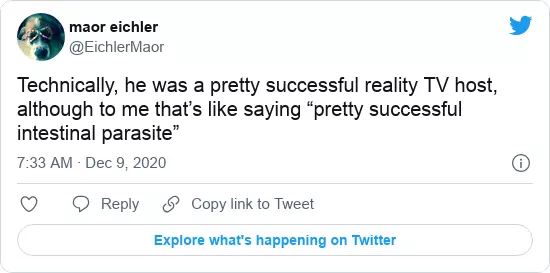 maor eichler
@EichlerMaor
Technically, he was a pretty successful reality TV host,
although to me that’s like saying “pretty successful
intestinal parasite”
7:33 AM · Dec 9, 2020
Reply
Copy link to Tweet
Explore what's happening on Twitter